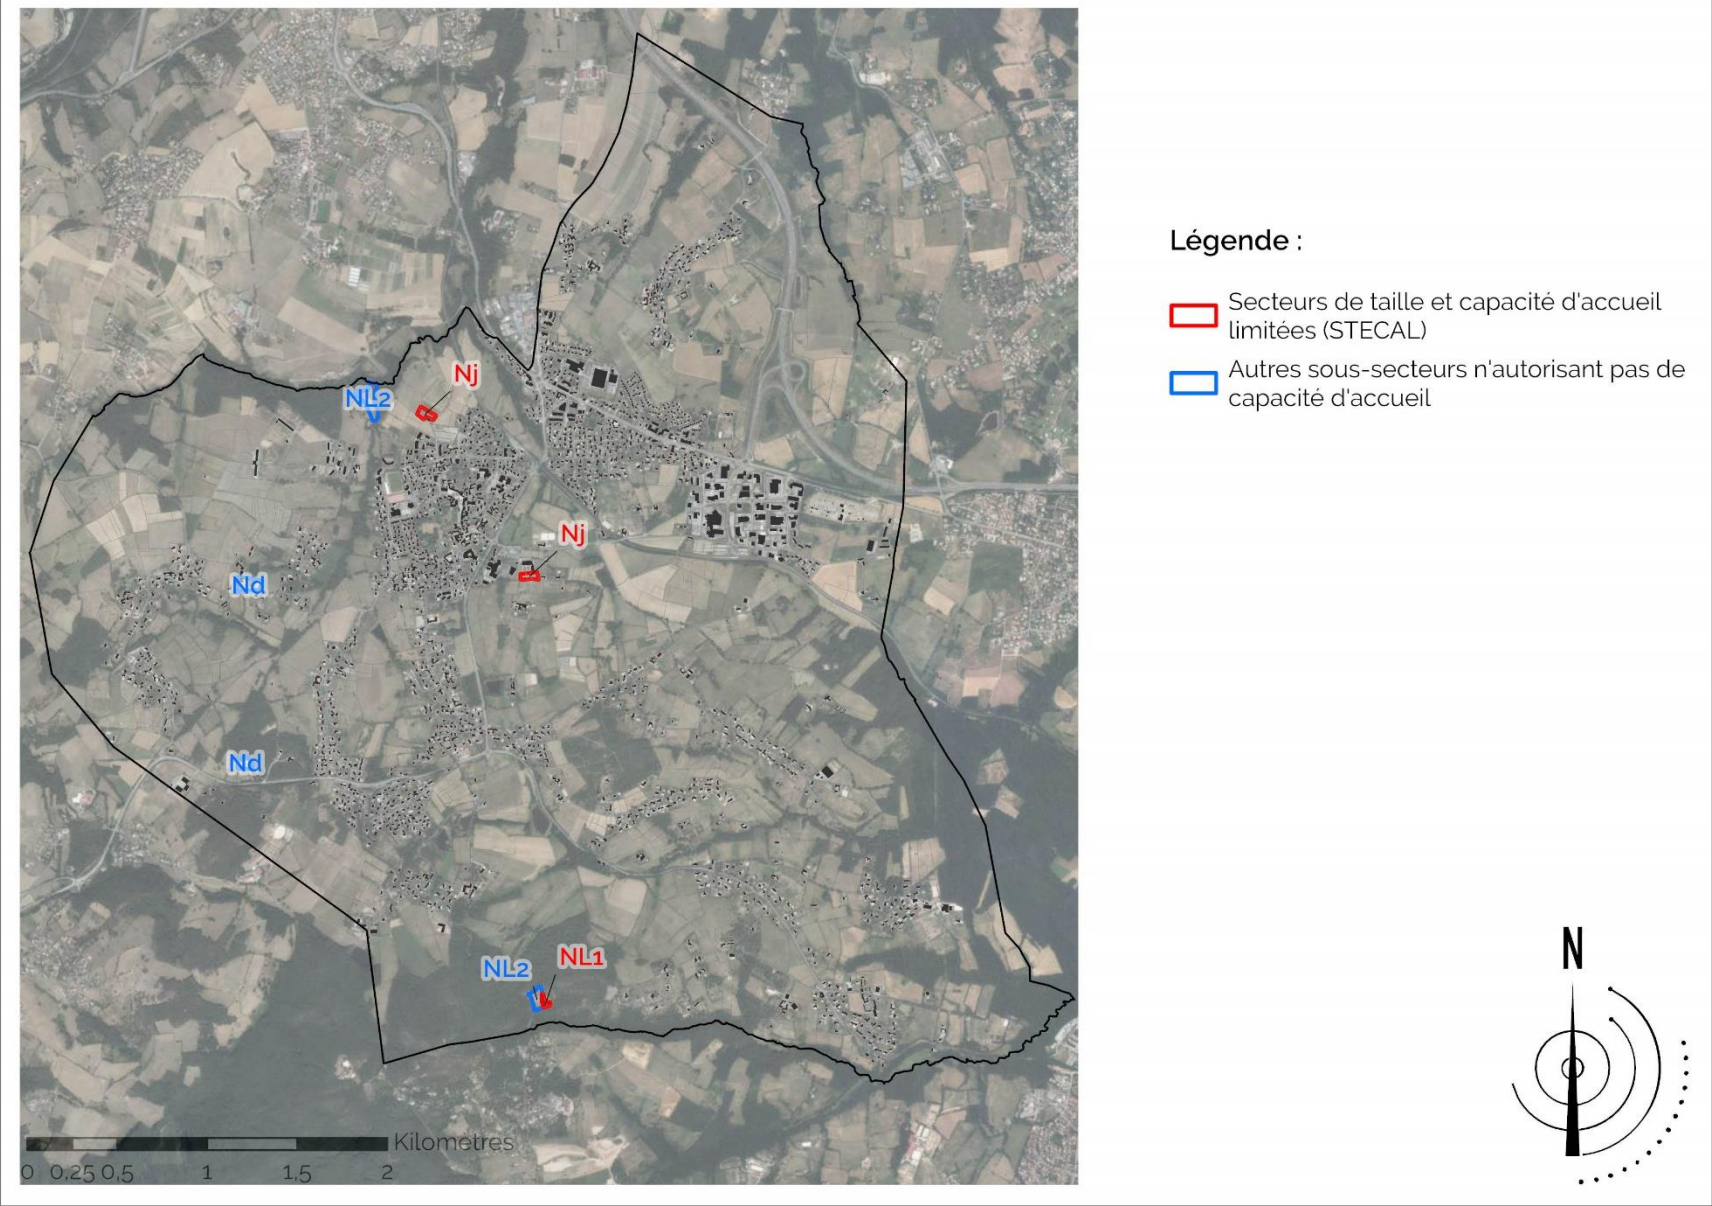 Légende :
Secteurs de taille et capacité d'accueil
limitées (STECAL)
Autres sous-secteurs n'autorisant pas de
capacité d'accueil
Nj
NL2
Nj
Nd
Nd
NL2
NL1
N
Kilomètres
0 0,25 0,5 1 1,5 2